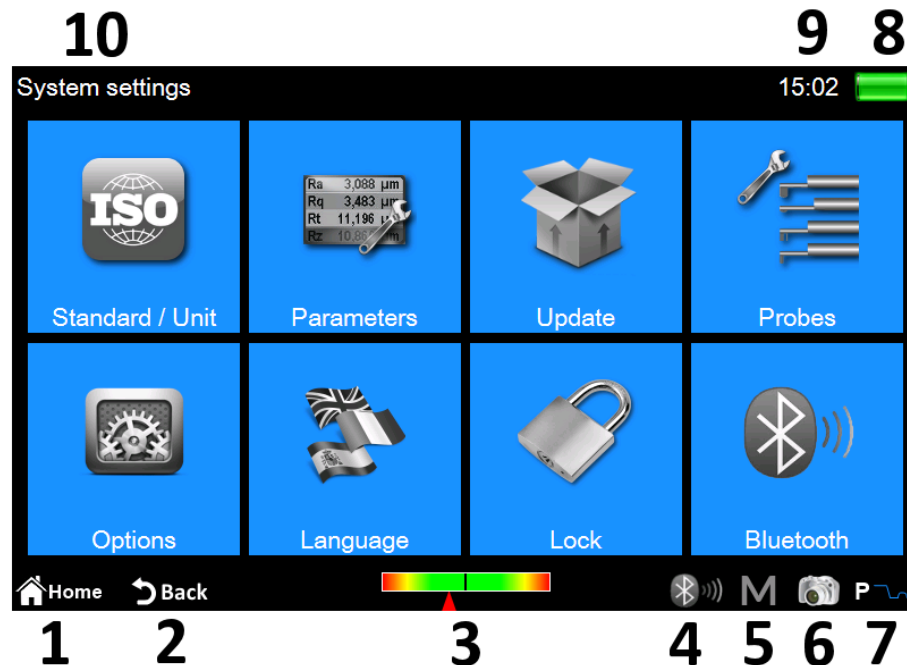 10 9 8
System settings 15:02
ISO
Ra 3,088 µm
Rq 3,483 µm
Rt 11,196
Rz
Standard / Unit Parameters Update Probes
Options Language Lock Bluetooth
Home Back M P
1 2 3 4 5 6 7